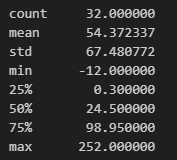 count 32.000000
mean 54.372337
std 67.480772
min -12.000000
25% 0.300000
50% 24.500000
75% 98.950000
max 252.000000